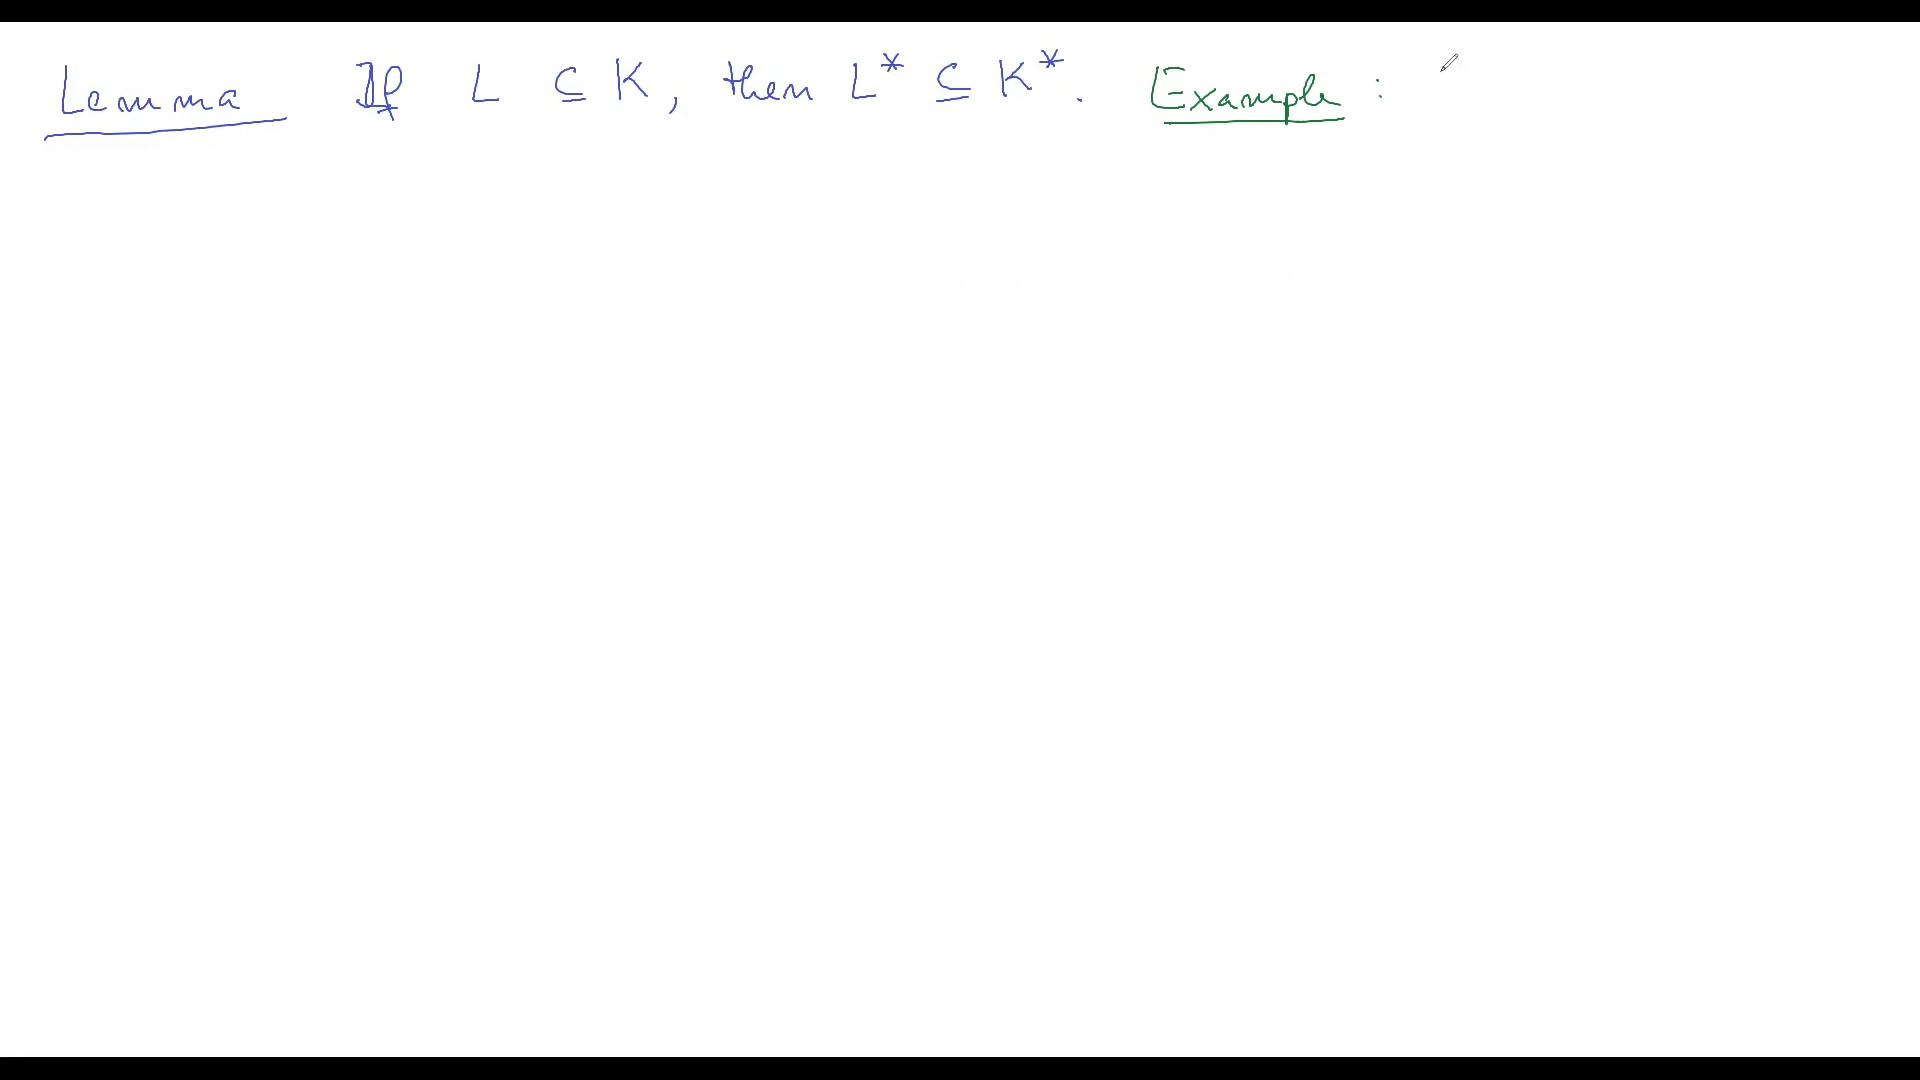 Lemma If L ⊆ K, then L* ⊆ K*. Example :